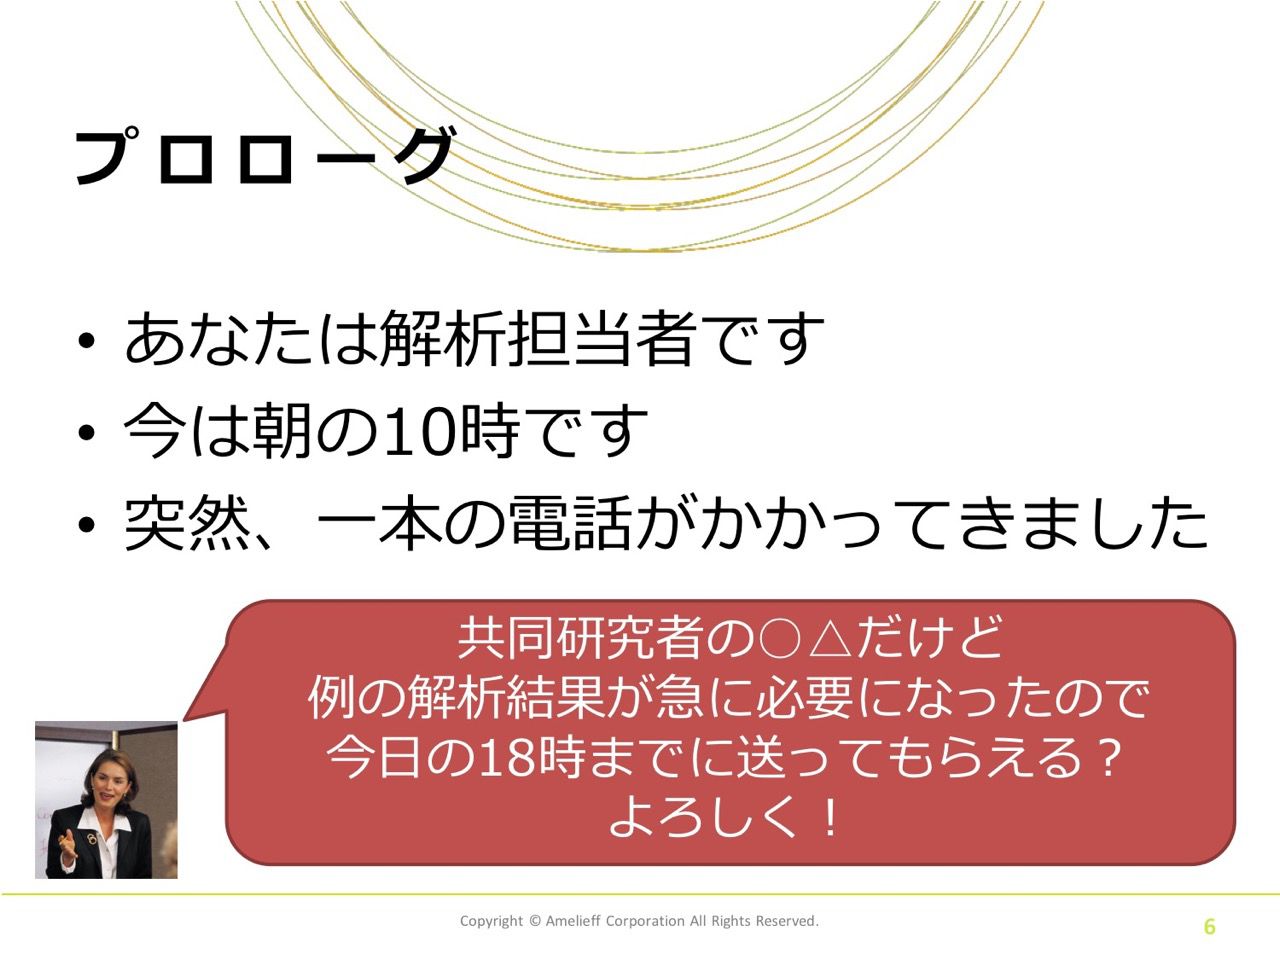 プロローグ
• あなたは解析担当者です
• 今は朝の10時です
• 突然、一本の電話がかかってきました
共同研究者の○△だけど
例の解析結果が急に必要になったので
今日の18時までに送ってもらえる？
よろしく！
Copyright © Amelieff Corporation All Rights Reserved.
6